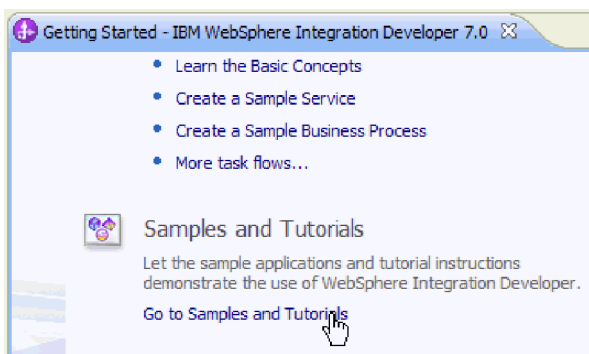 Getting Started - IBM WebSphere Integration Developer 7.0
Learn the Basic Concepts
Create a Sample Service
Create a Sample Business Process
More task flows...
Samples and Tutorials
Let the sample applications and tutorial instructions
demonstrate the use of WebSphere Integration Developer.
Go to Samples and Tutorials